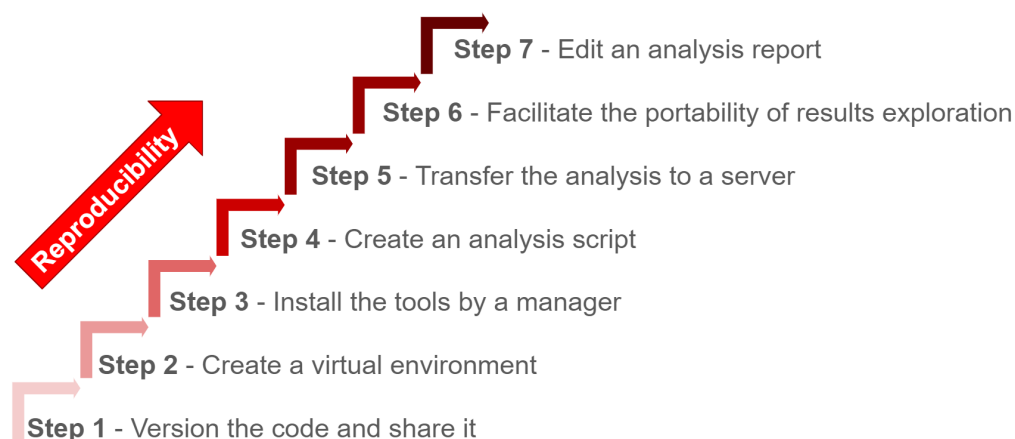 Step 7 - Edit an analysis report
Step 6 - Facilitate the portability of results exploration
Reproducibility
Step 5 - Transfer the analysis to a server
Step 4 - Create an analysis script
Step 3 - Install the tools by a manager
Step 2 - Create a virtual environment
Step 1 - Version the code and share it